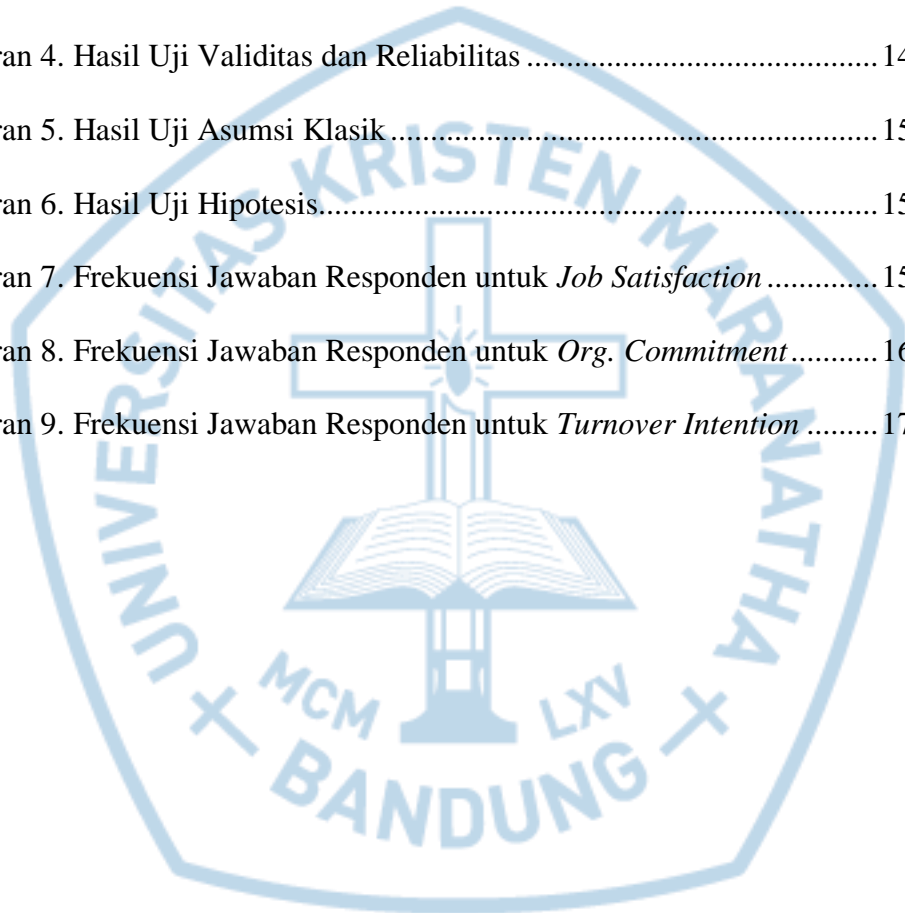 ran 4. Hasil Uji Validitas dan Reliabilitas ..................................... 14
ran 5. Hasil Uji Asumsi Klasik .................................................... 15
ran 6. Hasil Uji Hipotesis............................................................ 15
ran 7. Frekuensi Jawaban Responden untuk Job Satisfaction .............. 15
ran 8. Frekuensi Jawaban Responden untuk Org. Commitment ........... 16
ran 9. Frekuensi Jawaban Responden untuk Turnover Intention ......... 17
UNIVERSITAS KRISTEN MARANATHA
MCM LXV
BANDUNG